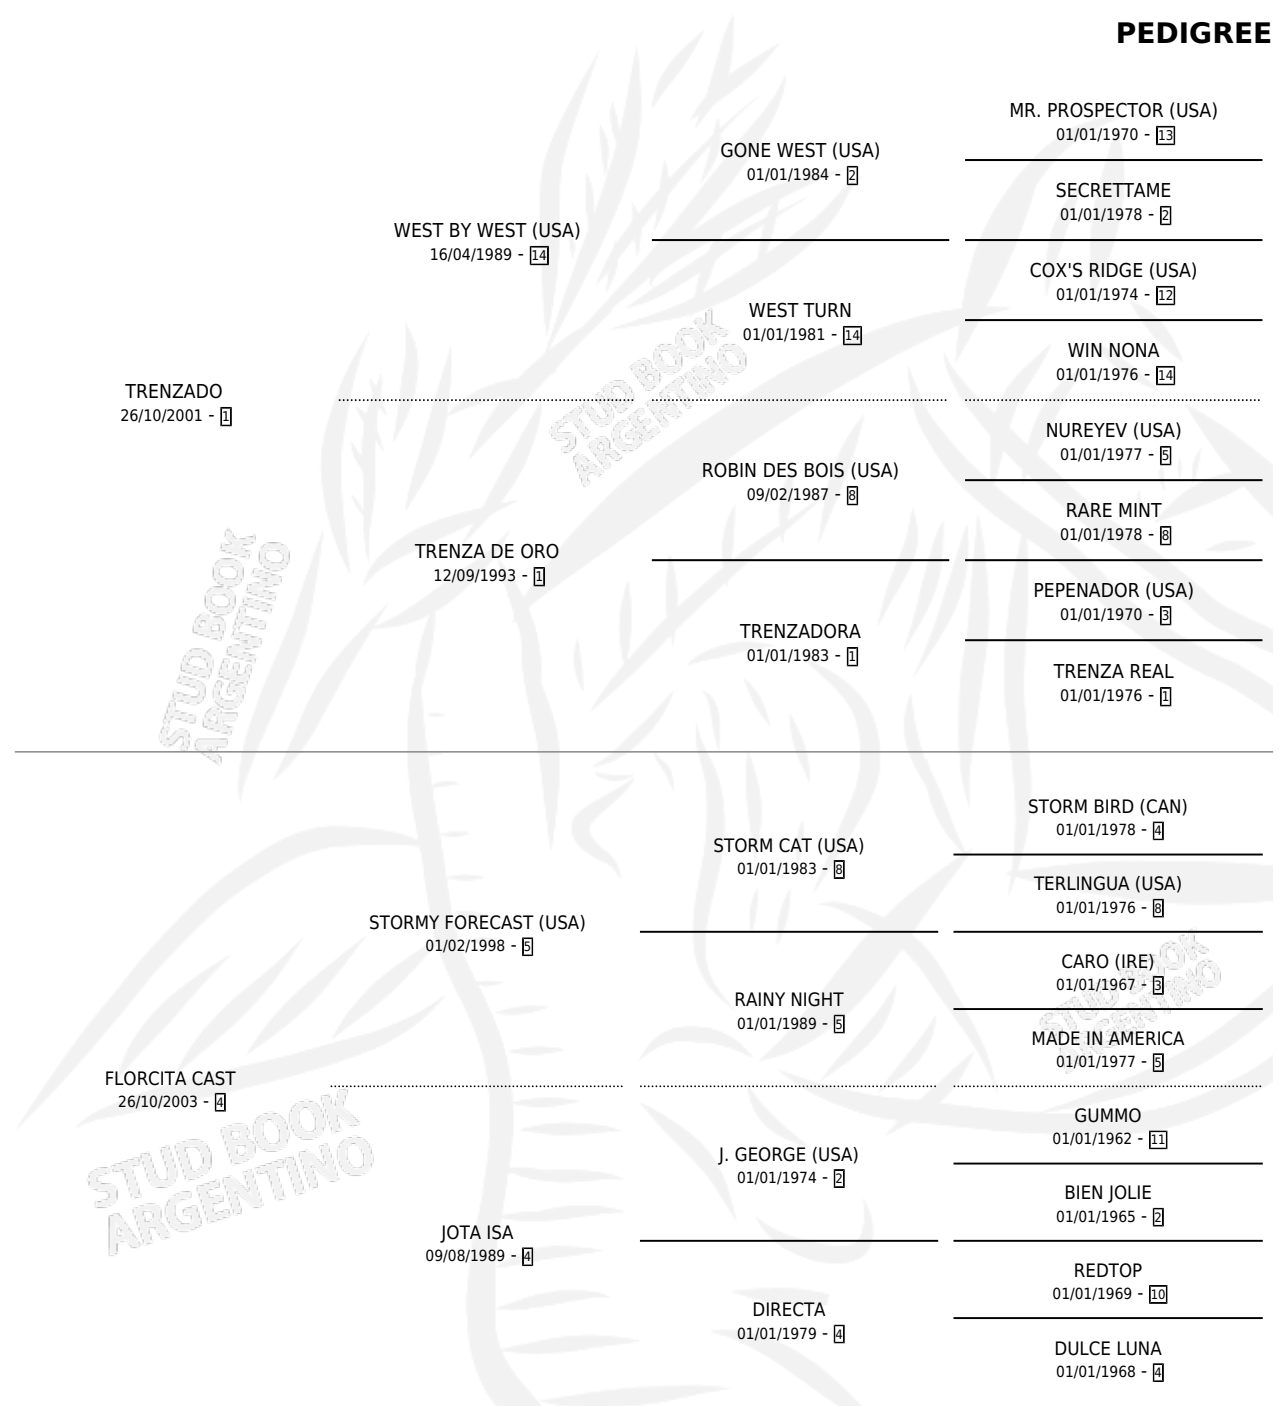 PEDIGREE
MR. PROSPECTOR (USA)
01/01/1970 - 13
GONE WEST (USA)
01/01/1984 - 2
SECRETTAME
01/01/1978 - 2
WEST BY WEST (USA)
16/04/1989 - 14
COX'S RIDGE (USA)
01/01/1974 - 12
WEST TURN
01/01/1981 - 14
WIN NONA
01/01/1976 - 14
STUD BOOK
ARGENTINO
TRENZADO
26/10/2001 - 1
NUREYEV (USA)
01/01/1977 - 5
ROBIN DES BOIS (USA)
09/02/1987 - 8
RARE MINT
01/01/1978 - 8
TRENZA DE ORO
12/09/1993 - 1
PEPENADOR (USA)
01/01/1970 - 3
TRENZADORA
01/01/1983 - 1
TRENZA REAL
01/01/1976 - 1
STUD BOOK
ARGENTINO
STORM BIRD (CAN)
01/01/1978 - 4
STORM CAT (USA)
01/01/1983 - 8
TERLINGUA (USA)
01/01/1976 - 8
STORMY FORECAST (USA)
01/02/1998 - 5
CARO (IRE)
01/01/1967 - 3
RAINY NIGHT
01/01/1989 - 5
MADE IN AMERICA
01/01/1977 - 5
STUD BOOK
ARGENTINO
FLORCITA CAST
26/10/2003 - 4
GUMMO
01/01/1962 - 11
J. GEORGE (USA)
01/01/1974 - 2
BIEN JOLIE
01/01/1965 - 2
STUD BOOK
ARGENTINO
JOTA ISA
09/08/1989 - 4
REDTOP
01/01/1969 - 10
DIRECTA
01/01/1979 - 4
DULCE LUNA
01/01/1968 - 4